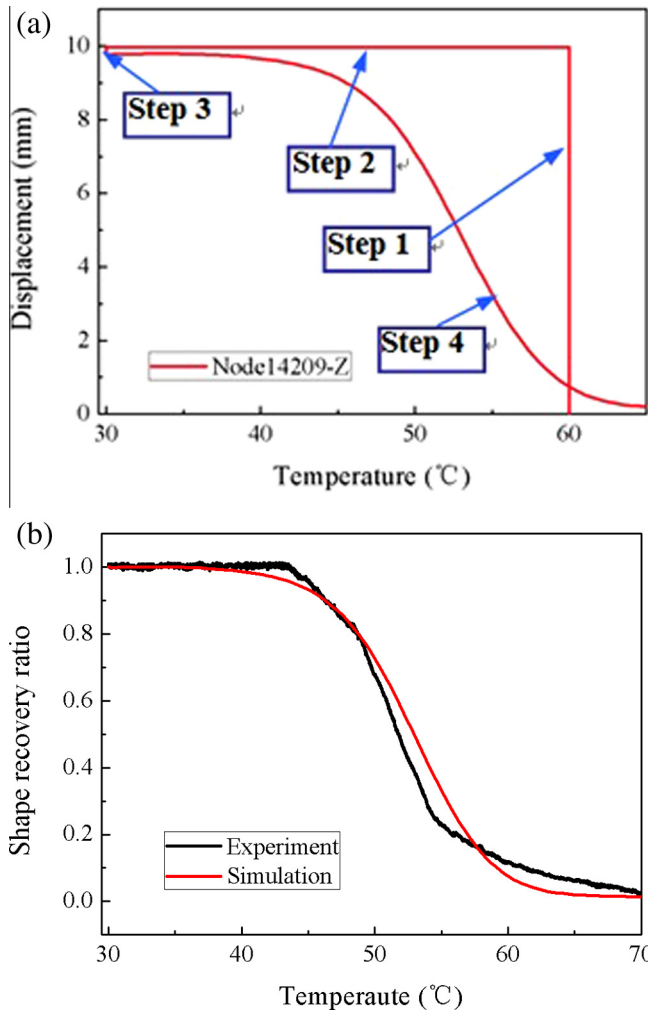 (a)
10
8
6
4
2
0
Displacement (mm)
Step 3
Step 2
Step 1
Step 4
Node14209-Z
30 40 50 60
Temperature (℃)
(b)
1.0
0.8
0.6
0.4
0.2
0.0
Shape recovery ratio
Experiment
Simulation
30 40 50 60 70
Temperaute (℃)